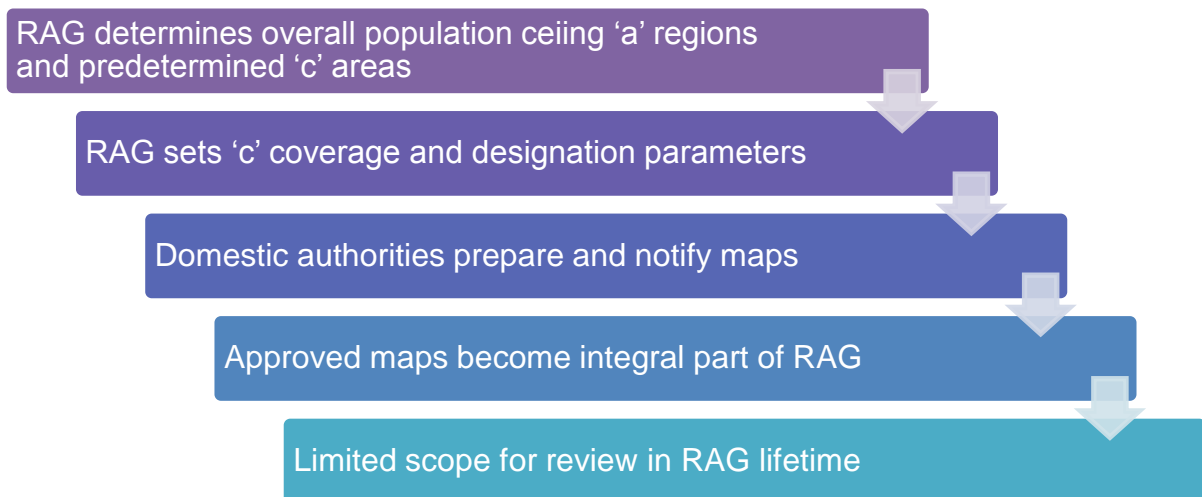 RAG determines overall population ceiing ‘a’ regions
and predetermined ‘c’ areas
RAG sets ‘c’ coverage and designation parameters
Domestic authorities prepare and notify maps
Approved maps become integral part of RAG
Limited scope for review in RAG lifetime